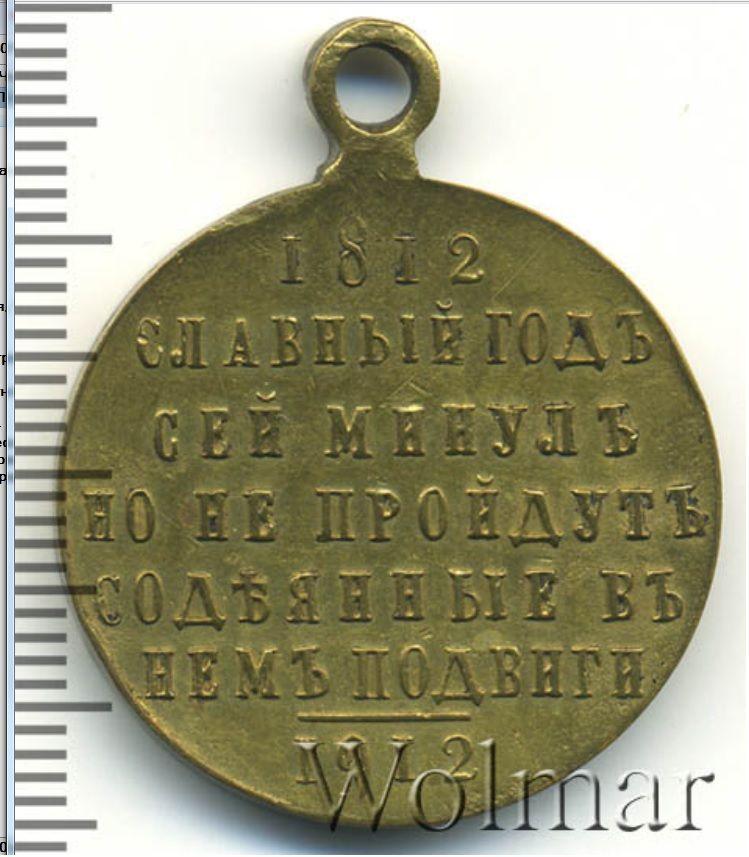 1812
СЛАВНЫЙ ГОДЪ
СЕЙ МИНУЛЪ
НО НЕ ПРОЙДУТЪ
СОДѢЯННЫЕ ВЪ
НЕМЪ ПОДВИГИ
1912
Wolmar